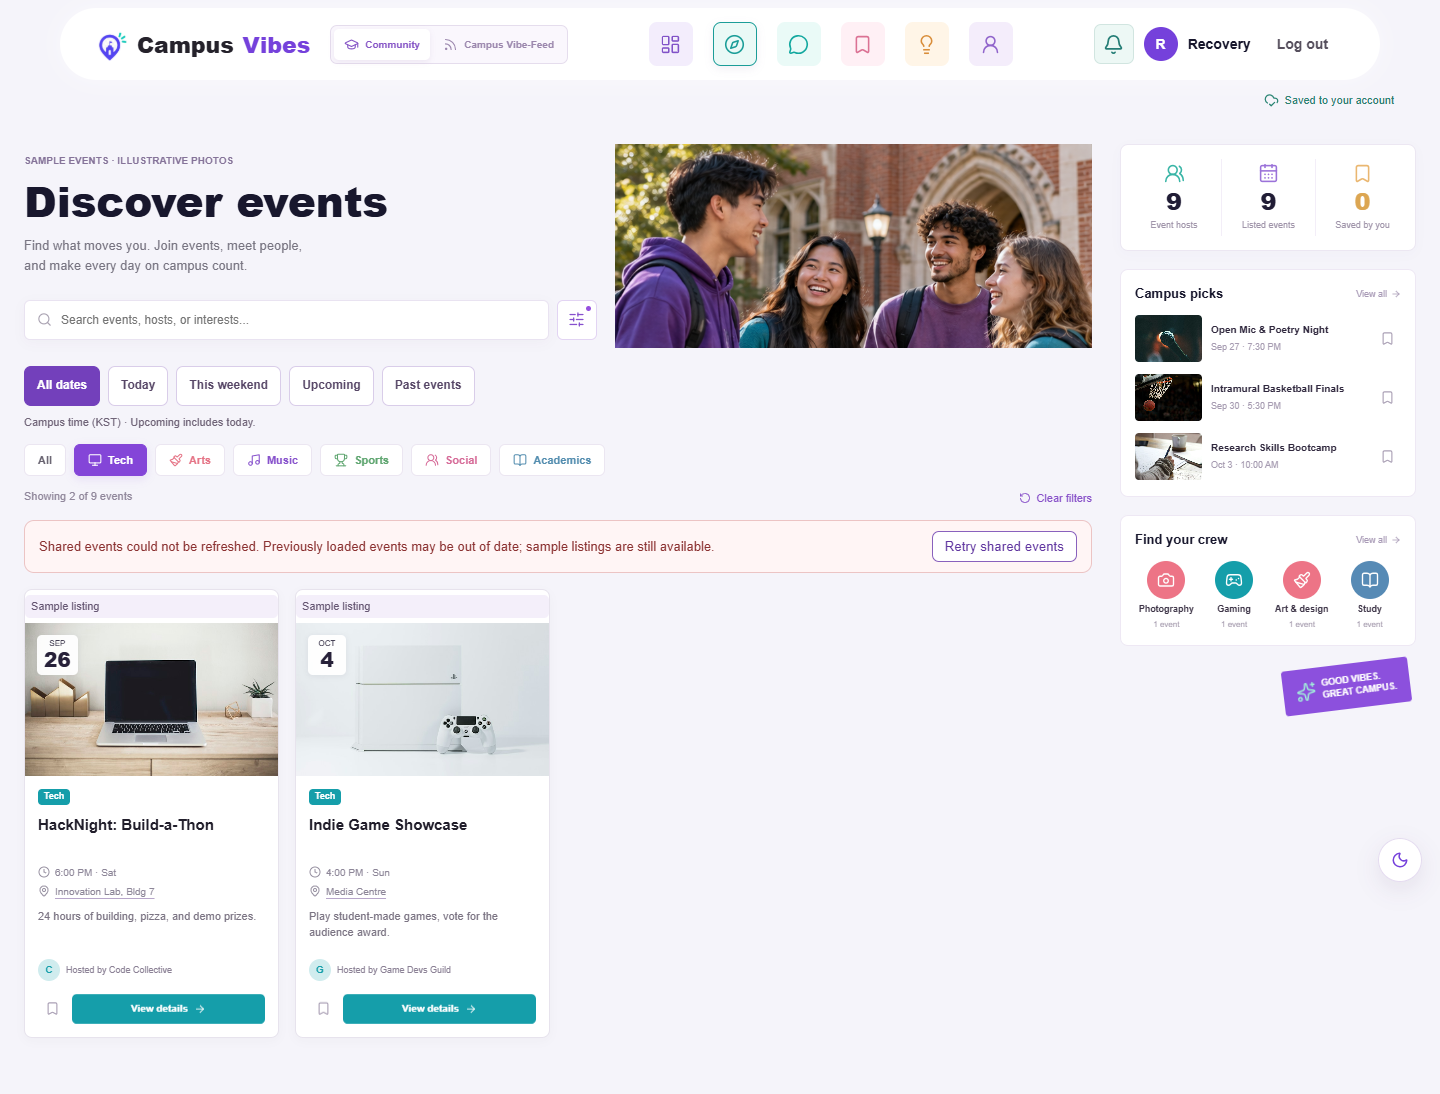 Campus Vibes
Community
Campus Vibe-Feed
R
Recovery
Log out
Saved to your account
SAMPLE EVENTS · ILLUSTRATIVE PHOTOS
Discover events
Find what moves you. Join events, meet people,
and make every day on campus count.
Search events, hosts, or interests...
All dates
Today
This weekend
Upcoming
Past events
Campus time (KST) · Upcoming includes today.
All
Tech
Arts
Music
Sports
Social
Academics
Showing 2 of 9 events
Clear filters
Shared events could not be refreshed. Previously loaded events may be out of date; sample listings are still available.
Retry shared events
Sample listing
SEP
26
Tech
HackNight: Build-a-Thon
6:00 PM · Sat
Innovation Lab, Bldg 7
24 hours of building, pizza, and demo prizes.
C
Hosted by Code Collective
View details
Sample listing
OCT
4
Tech
Indie Game Showcase
4:00 PM · Sun
Media Centre
Play student-made games, vote for the
audience award.
G
Hosted by Game Devs Guild
View details
9
Event hosts
9
Listed events
0
Saved by you
Campus picks
View all
Open Mic & Poetry Night
Sep 27 · 7:30 PM
Intramural Basketball Finals
Sep 30 · 5:30 PM
Research Skills Bootcamp
Oct 3 · 10:00 AM
Find your crew
View all
Photography
1 event
Gaming
1 event
Art & design
1 event
Study
1 event
GOOD VIBES.
GREAT CAMPUS.